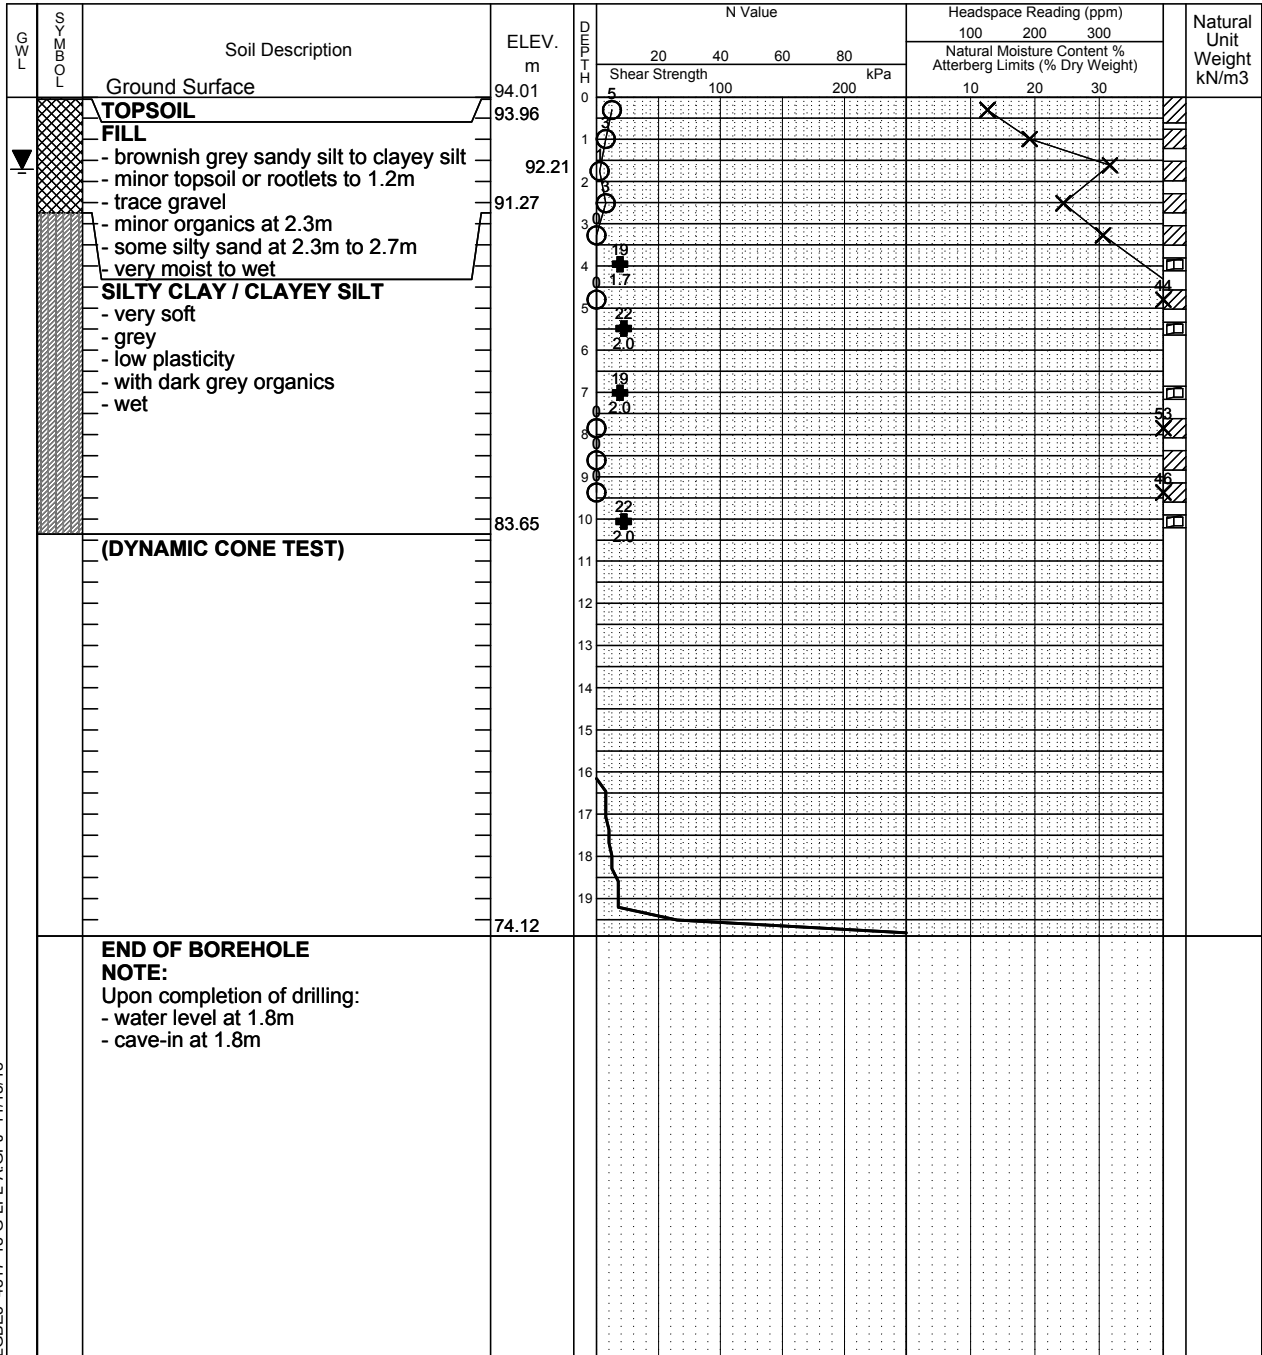 GWL
SYMBOL
Soil Description
Ground Surface
ELEV.
m
94.01
DEPTH
N Value
20 40 60 80
Shear Strength kPa
100 200
Headspace Reading (ppm)
100 200 300
Natural Moisture Content %
Atterberg Limits (% Dry Weight)
10 20 30
Natural
Unit
Weight
kN/m3
0
TOPSOIL
93.96
FILL
- brownish grey sandy silt to clayey silt
92.21
- minor topsoil or rootlets to 1.2m
- trace gravel
91.27
- minor organics at 2.3m
- some silty sand at 2.3m to 2.7m
- very moist to wet
SILTY CLAY / CLAYEY SILT
- very soft
- grey
- low plasticity
- with dark grey organics
- wet
83.65
(DYNAMIC CONE TEST)
74.12
END OF BOREHOLE
NOTE:
Upon completion of drilling:
- water level at 1.8m
- cave-in at 1.8m
5
3
1
1
2
3
3
0
19
4
1.7
0
44
5
22
2.0
6
19
7
2.0
0
53
8
0
9
0
46
22
10
2.0
11
12
13
14
15
16
17
18
19